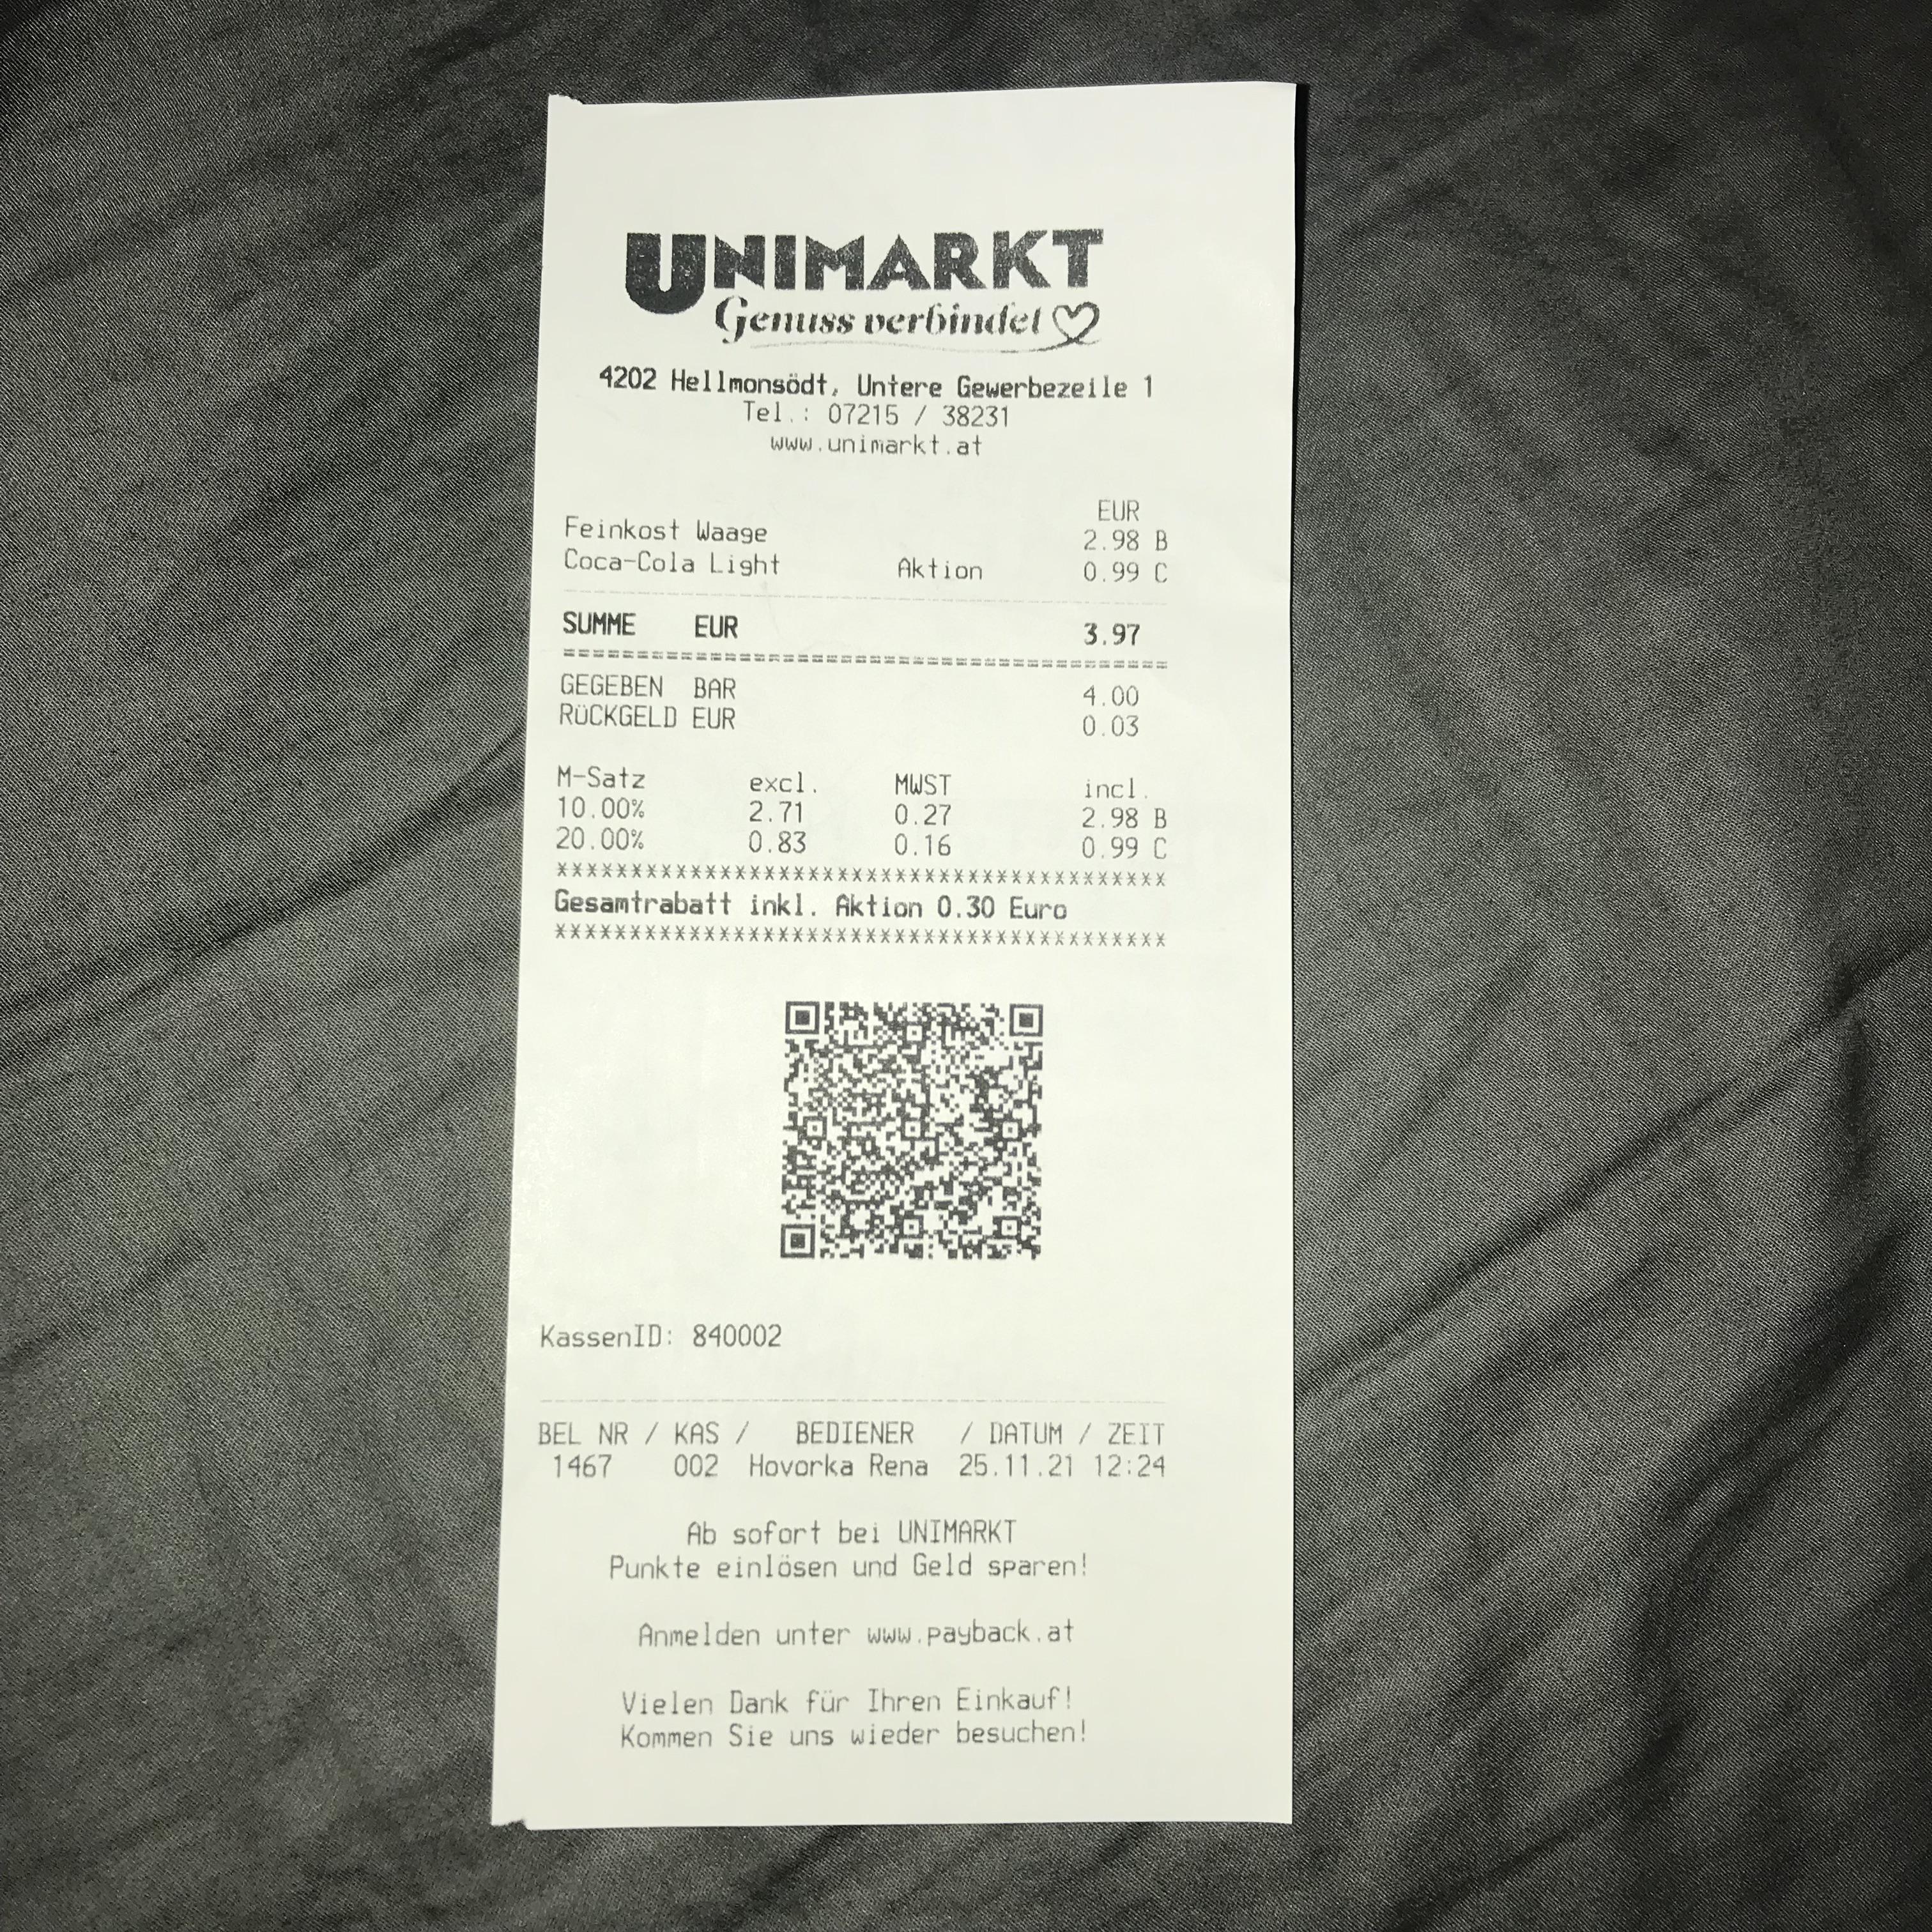 UNIMARKT
Genuss verbindet
4202 Hellmonsödt, Untere Gewerbezeile 1
Tel.: 07215 / 38231
www.unimarkt.at
EUR
Feinkost Waage 2.98 B
Coca-Cola Light Aktion 0.99 C
SUMME EUR 3.97
GEGEBEN BAR 4.00
RÜCKGELD EUR 0.03
M-Satz excl. MWST incl.
10.00% 2.71 0.27 2.98 B
20.00% 0.83 0.16 0.99 C
******************************************
Gesamtrabatt inkl. Aktion 0.30 Euro
******************************************
KassenID: 840002
BEL NR / KAS / BEDIENER / DATUM / ZEIT
1467 002 Hovorka Rena 25.11.21 12:24
Ab sofort bei UNIMARKT
Punkte einlösen und Geld sparen!
Anmelden unter www.payback.at
Vielen Dank für Ihren Einkauf!
Kommen Sie uns wieder besuchen!